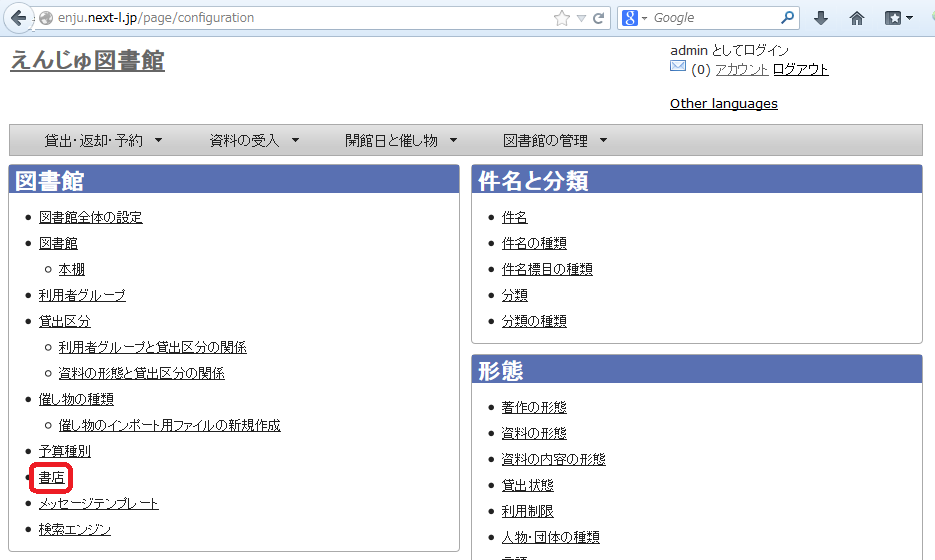 enju.next-l.jp/page/configuration
Google
えんじゅ図書館
admin としてログイン
(0) アカウント ログアウト
Other languages
貸出・返却・予約 資料の受入 開館日と催し物 図書館の管理
図書館
図書館全体の設定
図書館
本棚
利用者グループ
貸出区分
利用者グループと貸出区分の関係
資料の形態と貸出区分の関係
催し物の種類
催し物のインポート用ファイルの新規作成
予算種別
書店
メッセージテンプレート
検索エンジン
件名と分類
件名
件名の種類
件名標目の種類
分類
分類の種類
形態
著作の形態
資料の形態
資料の内容の形態
貸出状態
利用制限
人物・団体の種類